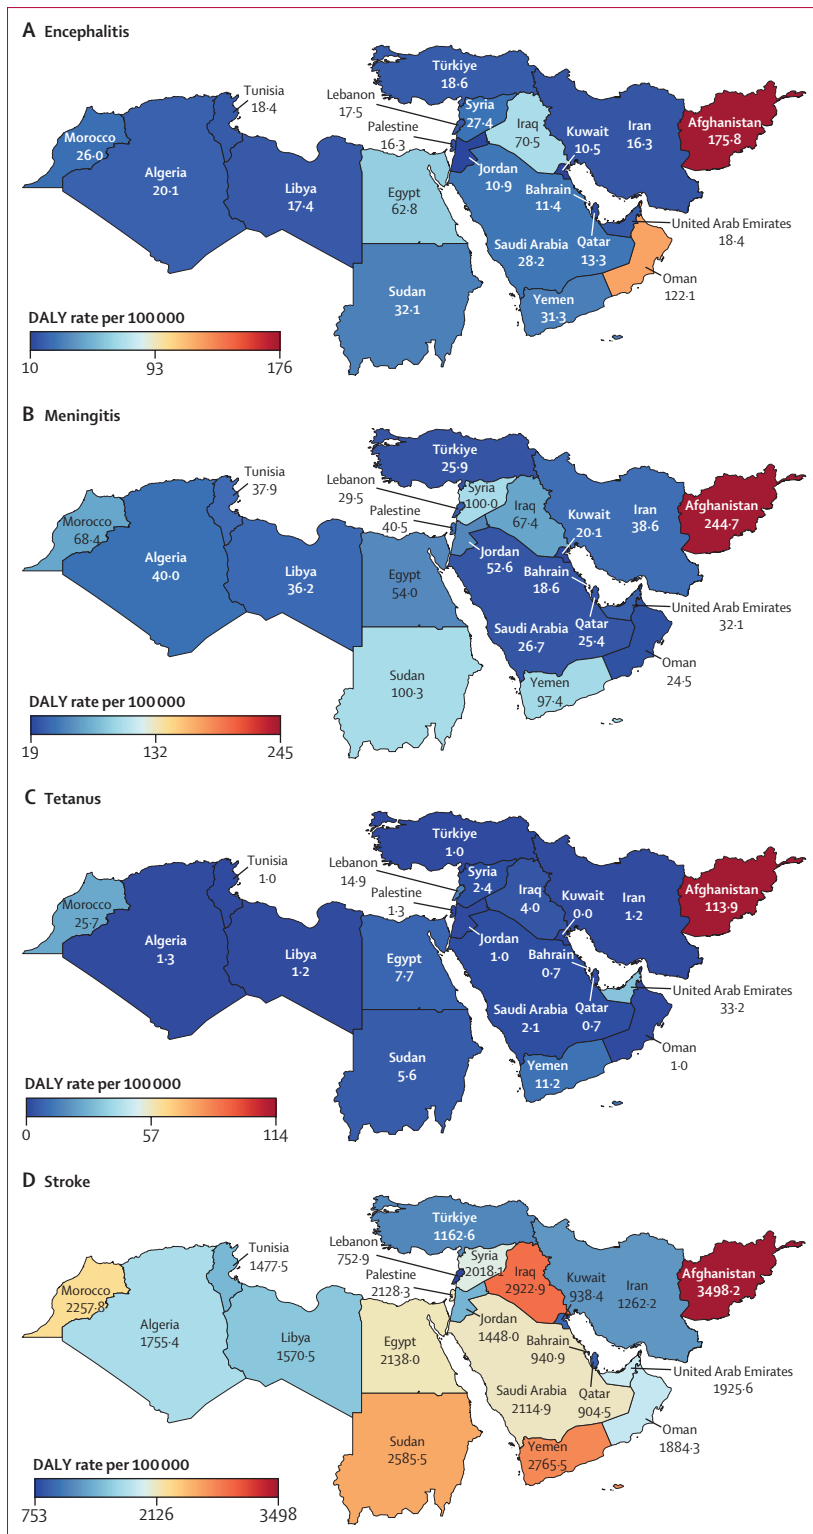 A Encephalitis
Türkiye
18·6
Tunisia
18·4
Lebanon
17·5
Syria
27·4
Palestine
16·3
Iraq
70·5
Kuwait
10·5
Iran
16·3
Afghanistan
175·8
Morocco
26·0
Algeria
20·1
Libya
17·4
Egypt
62·8
Jordan
10·9
Bahrain
11·4
United Arab Emirates
18·4
Saudi Arabia
28·2
Qatar
13·3
Oman
122·1
Sudan
32·1
Yemen
31·3
DALY rate per 100 000
10 93 176
B Meningitis
Türkiye
25·9
Tunisia
37·9
Lebanon
29·5
Syria
100·0
Palestine
40·5
Iraq
67·4
Kuwait
20·1
Iran
38·6
Afghanistan
244·7
Morocco
68·4
Algeria
40·0
Libya
36·2
Egypt
54·0
Jordan
52·6
Bahrain
18·6
United Arab Emirates
32·1
Saudi Arabia
26·7
Qatar
25·4
Oman
24·5
Sudan
100·3
Yemen
97·4
DALY rate per 100 000
19 132 245
C Tetanus
Türkiye
1·0
Tunisia
1·0
Lebanon
14·9
Syria
2·4
Palestine
1·3
Iraq
4·0
Kuwait
0·0
Iran
1·2
Afghanistan
113·9
Morocco
25·7
Algeria
1·3
Libya
1·2
Egypt
7·7
Jordan
1·0
Bahrain
0·7
United Arab Emirates
33·2
Saudi Arabia
2·1
Qatar
0·7
Oman
1·0
Sudan
5·6
Yemen
11·2
DALY rate per 100 000
0 57 114
D Stroke
Türkiye
1162·6
Tunisia
1477·5
Lebanon
752·9
Syria
2018·1
Palestine
2128·3
Iraq
2922·9
Kuwait
938·4
Iran
1262·2
Afghanistan
3498·2
Morocco
2257·8
Algeria
1755·4
Libya
1570·5
Egypt
2138·0
Jordan
1448·0
Bahrain
940·9
United Arab Emirates
1925·6
Saudi Arabia
2114·9
Qatar
904·5
Oman
1884·3
Sudan
2585·5
Yemen
2765·5
DALY rate per 100 000
753 2126 3498